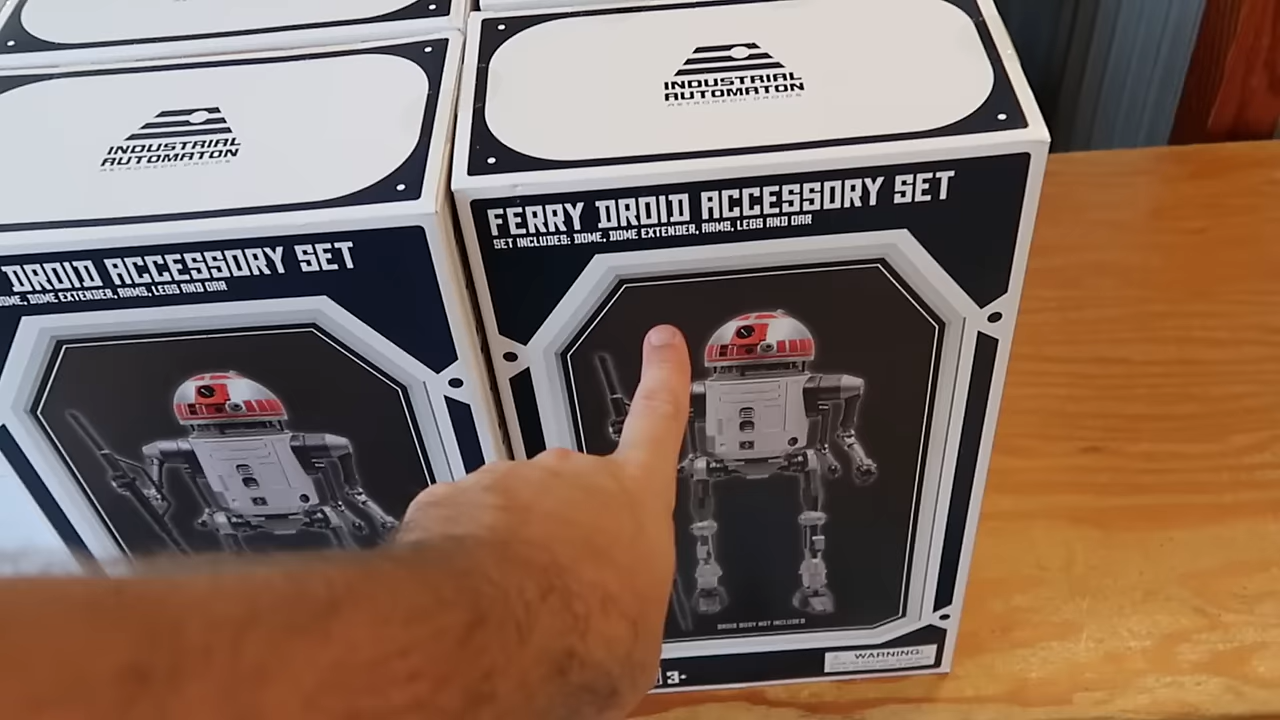 INDUSTRIAL
AUTOMATON
ASTROMECH DROIDS
INDUSTRIAL
AUTOMATON
ASTROMECH DROIDS
DROID ACCESSORY SET
DOME EXTENDER, ARMS, LEGS AND OAR
FERRY DROID ACCESSORY SET
SET INCLUDES: DOME, DOME EXTENDER, ARMS, LEGS AND OAR
DROID BODY NOT INCLUDED
3+
WARNING: